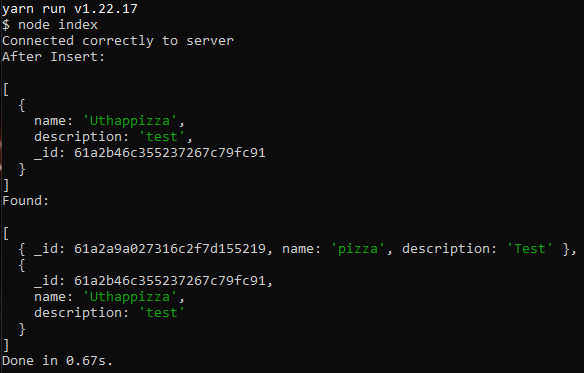 yarn run v1.22.17
$ node index
Connected correctly to server
After Insert:
[
  {
    name: 'Uthappizza',
    description: 'test',
    _id: 61a2b46c355237267c79fc91
  }
]
Found:
[
  { _id: 61a2a9a027316c2f7d155219, name: 'pizza', description: 'Test' },
  {
    _id: 61a2b46c355237267c79fc91,
    name: 'Uthappizza',
    description: 'test'
  }
]
Done in 0.67s.